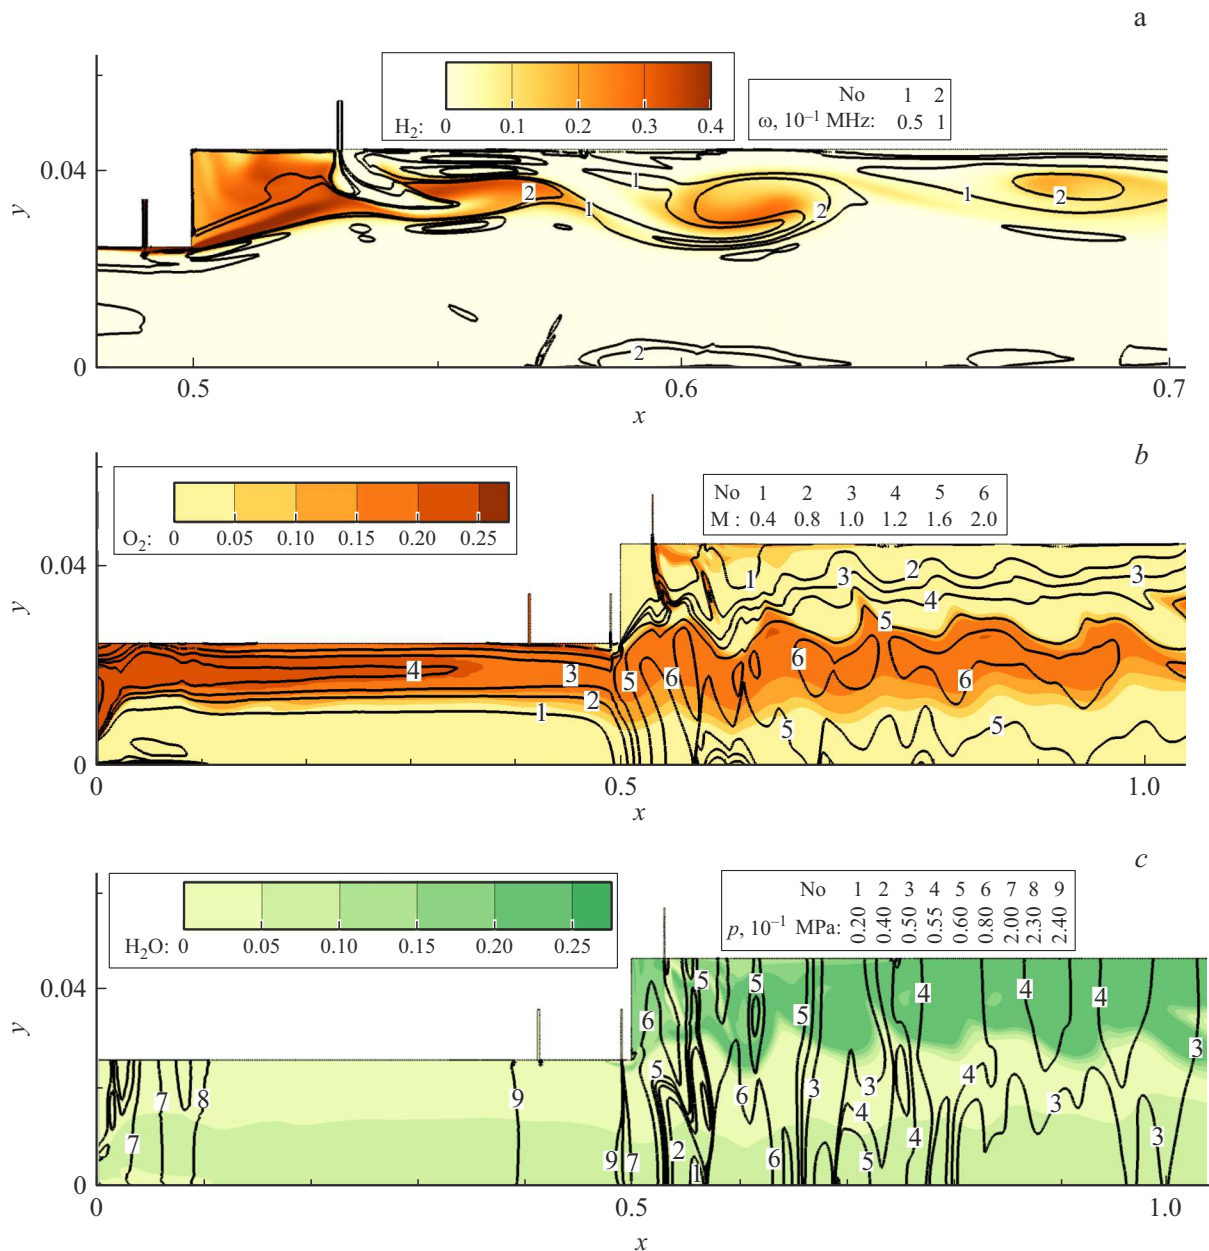 a
H₂: 0 0.1 0.2 0.3 0.4
No 1 2
ω, 10⁻¹ MHz: 0.5 1
0.04
y
0
2 1 1 2 1 2 2
0.5 0.6 0.7
x
b
O₂: 0 0.05 0.10 0.15 0.20 0.25
No 1 2 3 4 5 6
M : 0.4 0.8 1.0 1.2 1.6 2.0
0.04
y
0
1 3 2 3 4 5
4 3 2 1 5 6 6 6 5 5
0 0.5 1.0
x
c
H₂O: 0 0.05 0.10 0.15 0.20 0.25
No 1 2 3 4 5 6 7 8 9
p, 10⁻¹ MPa: 0.20 0.40 0.50 0.55 0.60 0.80 2.00 2.30 2.40
0.04
y
0
5 5 5 4 4 4 6 3
7 8 9 5 6 3 3 4 4 3
7 9 7 2 1 6 5 4 3
0 0.5 1.0
x